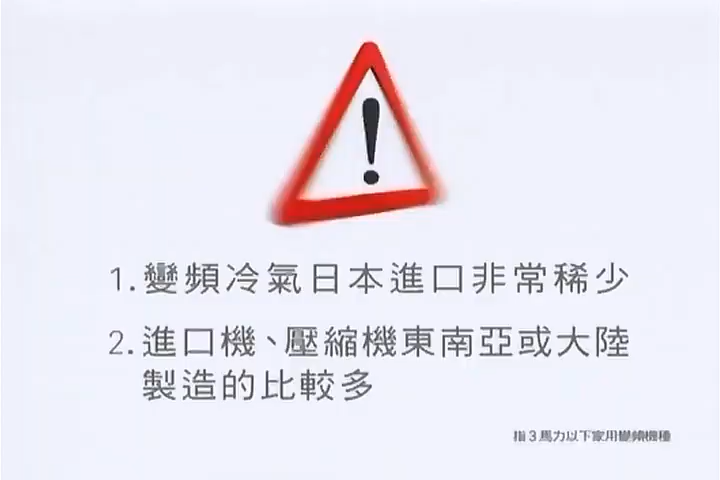 1.變頻冷氣日本進口非常稀少
2.進口機、壓縮機東南亞或大陸
製造的比較多
指3馬力以下家用變頻機種